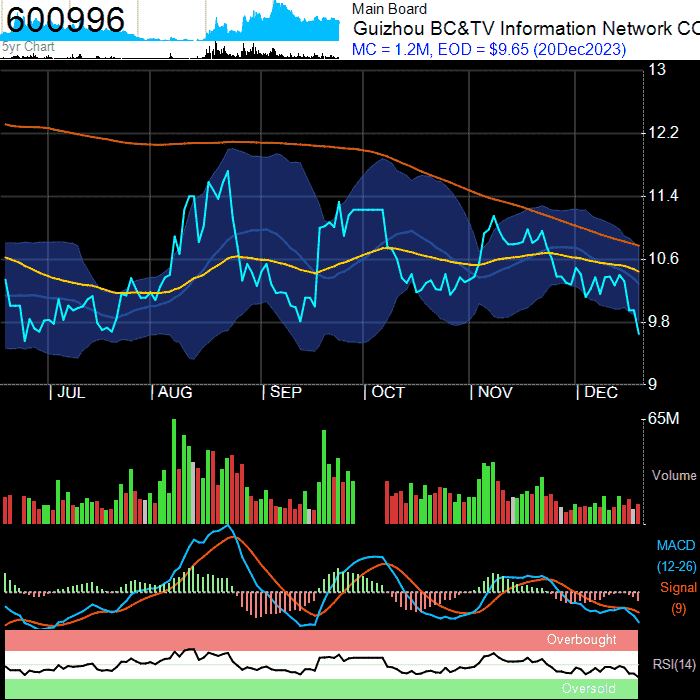 600996
5yr Chart
Main Board
Guizhou BC&TV Information Network CO
MC = 1.2M, EOD = $9.65 (20Dec2023)
13
12.2
11.4
10.6
9.8
9
JUL
AUG
SEP
OCT
NOV
DEC
65M
Volume
MACD
(12-26)
Signal
(9)
Overbought
RSI(14)
Oversold